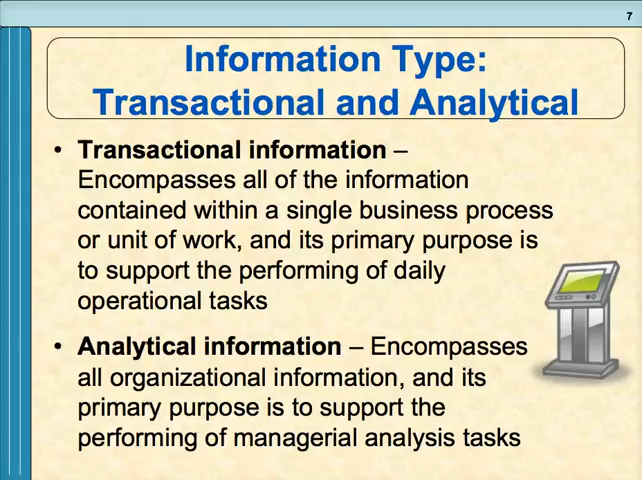 7
Information Type:
Transactional and Analytical
• Transactional information –
Encompasses all of the information
contained within a single business process
or unit of work, and its primary purpose is
to support the performing of daily
operational tasks
• Analytical information – Encompasses
all organizational information, and its
primary purpose is to support the
performing of managerial analysis tasks